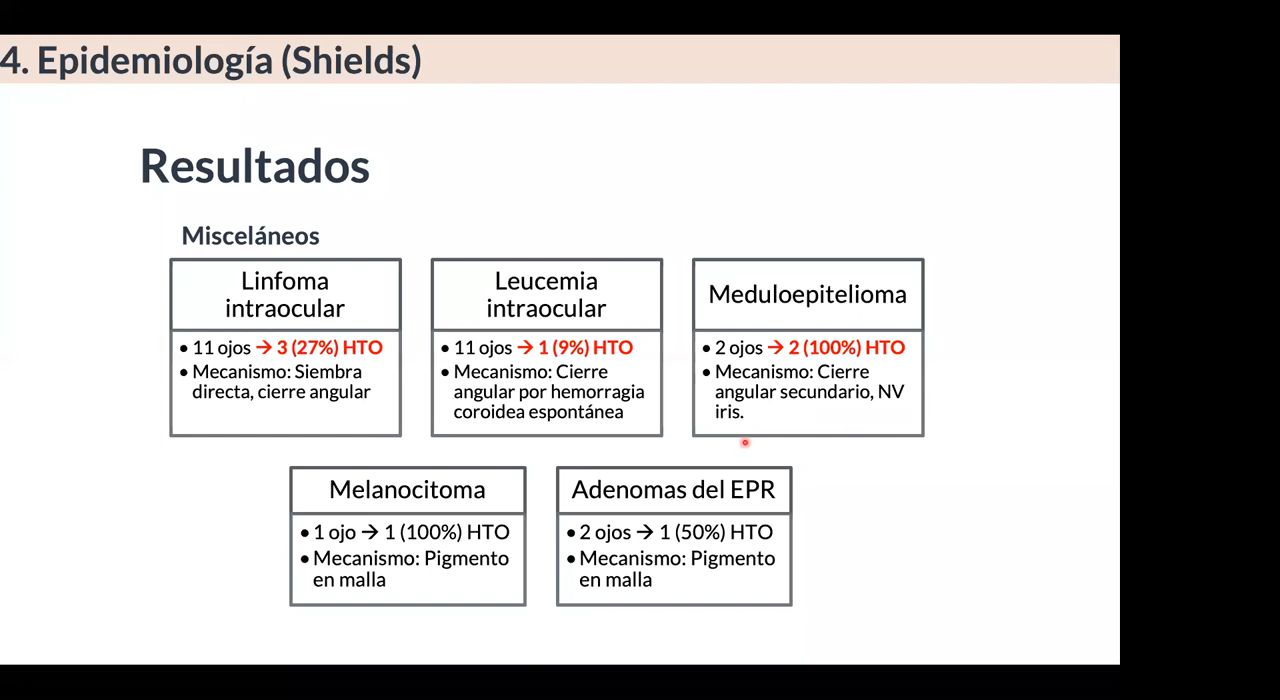 4. Epidemiología (Shields)
Resultados
Misceláneos
Linfoma
intraocular
• 11 ojos → 3 (27%) HTO
• Mecanismo: Siembra
directa, cierre angular
Leucemia
intraocular
• 11 ojos → 1 (9%) HTO
• Mecanismo: Cierre
angular por hemorragia
coroidea espontánea
Meduloepitelioma
• 2 ojos → 2 (100%) HTO
• Mecanismo: Cierre
angular secundario, NV
iris.
Melanocitoma
• 1 ojo → 1 (100%) HTO
• Mecanismo: Pigmento
en malla
Adenomas del EPR
• 2 ojos → 1 (50%) HTO
• Mecanismo: Pigmento
en malla